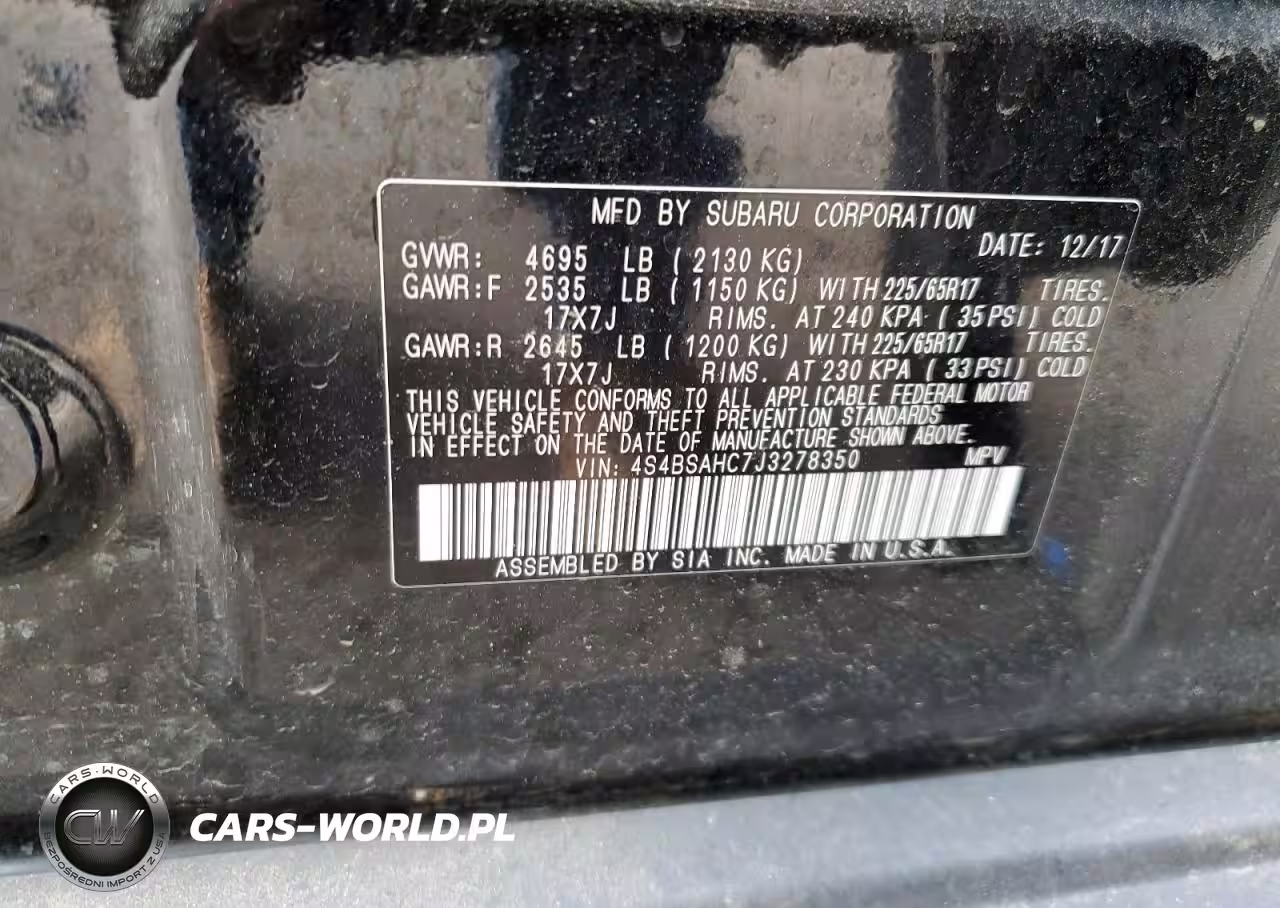 MFD BY SUBARU CORPORATION
DATE: 12/17
GVWR: 4695 LB ( 2130 KG)
GAWR:F 2535 LB ( 1150 KG) WITH 225/65R17 TIRES.
17X7J RIMS. AT 240 KPA ( 35 PSI) COLD
GAWR:R 2645 LB ( 1200 KG) WITH 225/65R17 TIRES.
17X7J RIMS. AT 230 KPA ( 33 PSI) COLD
THIS VEHICLE CONFORMS TO ALL APPLICABLE FEDERAL MOTOR
VEHICLE SAFETY AND THEFT PREVENTION STANDARDS
IN EFFECT ON THE DATE OF MANUFACTURE SHOWN ABOVE.
VIN: 4S4BSAHC7J3278350 MPV
ASSEMBLED BY SIA INC. MADE IN U.S.A.
CARS-WORLD
CW
BEZPOŚREDNI IMPORT Z USA
CARS-WORLD.PL